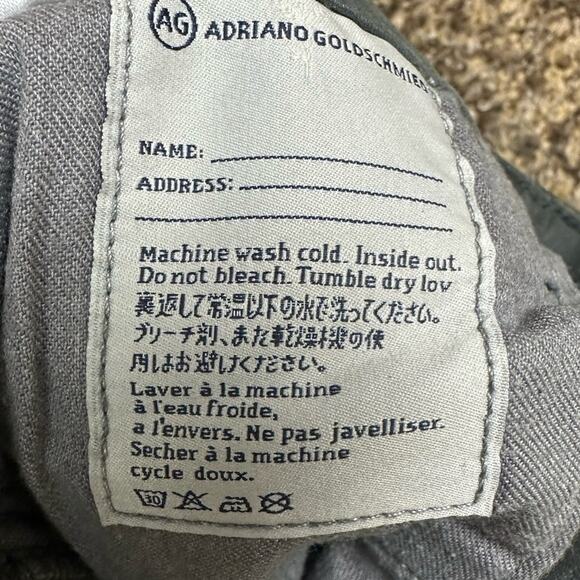 AG ADRIANO GOLDSCHMIED
NAME:
ADDRESS:
Machine wash cold. Inside out.
Do not bleach. Tumble dry low
裏返して常温以下の水で洗ってください。
ブリーチ剤、また乾燥機の使
用はお避けください。
Laver à la machine
à l'eau froide,
a l'envers. Ne pas javelliser.
Secher à la machine
cycle doux.
30